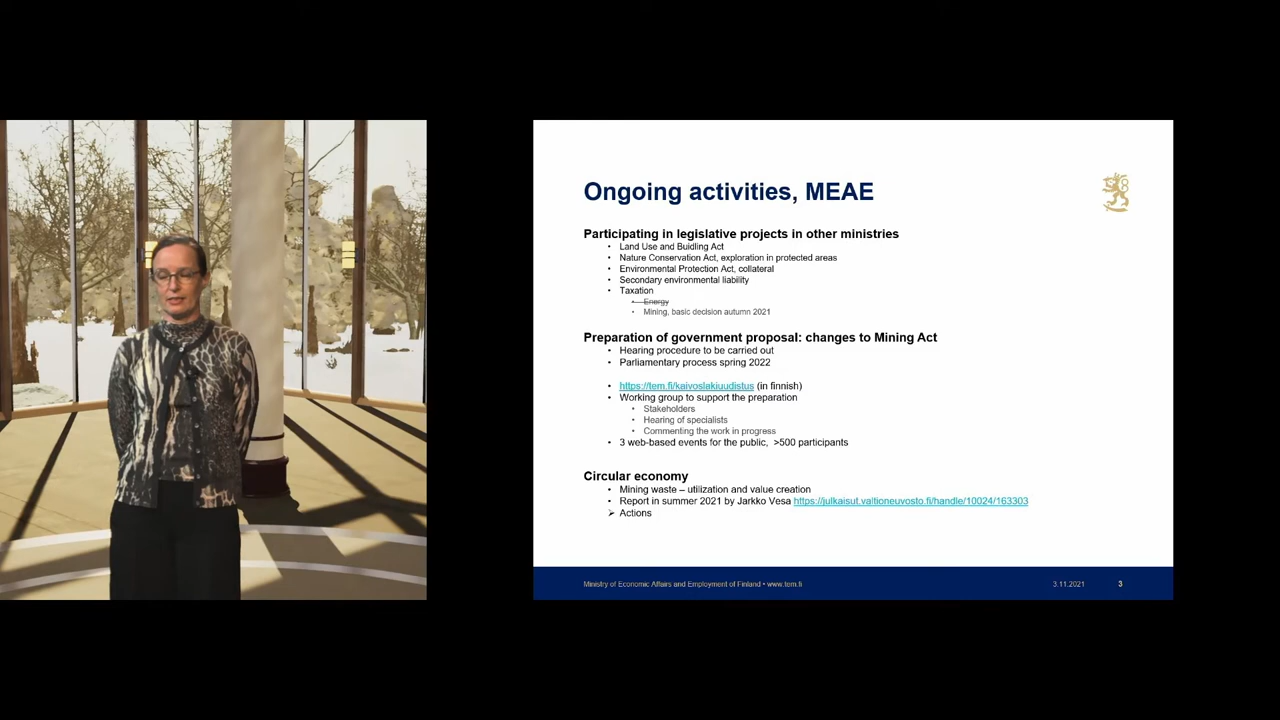 Ongoing activities, MEAE
Participating in legislative projects in other ministries
• Land Use and Buidling Act
• Nature Conservation Act, exploration in protected areas
• Environmental Protection Act, collateral
• Secondary environmental liability
• Taxation
• Energy
• Mining, basic decision autumn 2021
Preparation of government proposal: changes to Mining Act
• Hearing procedure to be carried out
• Parliamentary process spring 2022
• https://tem.fi/kaivoslakiuudistus (in finnish)
• Working group to support the preparation
• Stakeholders
• Hearing of specialists
• Commenting the work in progress
• 3 web-based events for the public, >500 participants
Circular economy
• Mining waste – utilization and value creation
• Report in summer 2021 by Jarkko Vesa https://julkaisut.valtioneuvosto.fi/handle/10024/163303
➢ Actions
Ministry of Economic Affairs and Employment of Finland • www.tem.fi 3.11.2021 3